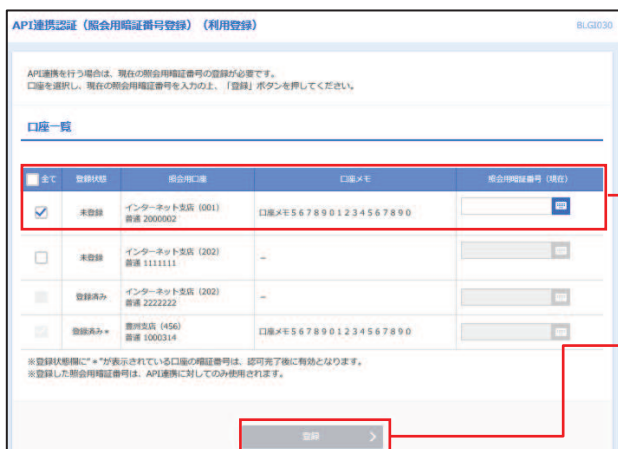 API連携認証（照会用暗証番号登録）（利用登録）
BLGI030
API連携を行う場合は、現在の照会用暗証番号の登録が必要です。
口座を選択し、現在の照会用暗証番号を入力の上、「登録」ボタンを押してください。
口座一覧
全て 登録状態 照会用口座 口座メモ 照会用暗証番号（現在）
未登録 インターネット支店（001） 口座メモ５６７８９０１２３４５６７８９０
普通 2000002
未登録 インターネット支店（202） －
普通 1111111
登録済み インターネット支店（202） －
普通 2222222
登録済み＊ 豊洲支店（456） 口座メモ５６７８９０１２３４５６７８９０
普通 1000314
※登録状態欄に"＊"が表示されている口座の暗証番号は、認可完了後に有効となります。
※登録した照会用暗証番号は、API連携に対してのみ使用されます。
登録